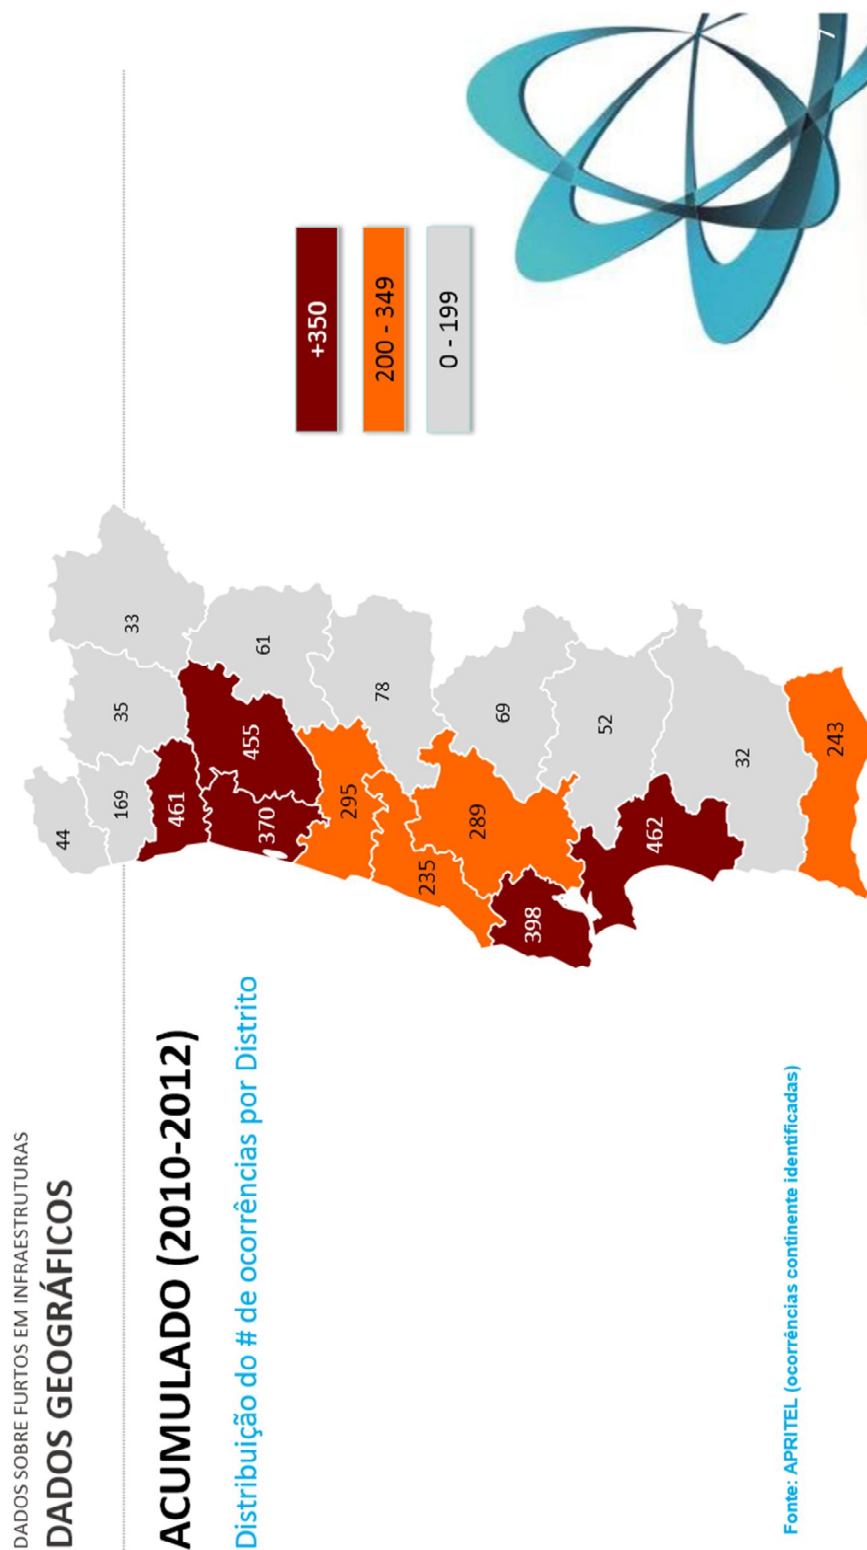 DADOS SOBRE FURTOS EM INFRAESTRUTURAS
DADOS GEOGRÁFICOS
ACUMULADO (2010-2012)
Distribuição do # de ocorrências por Distrito
44
169
35
33
461
370
455
61
295
78
235
289
69
398
52
462
32
243
+350
200 - 349
0 - 199
Fonte: APRITEL (ocorrências continente identificadas)
7